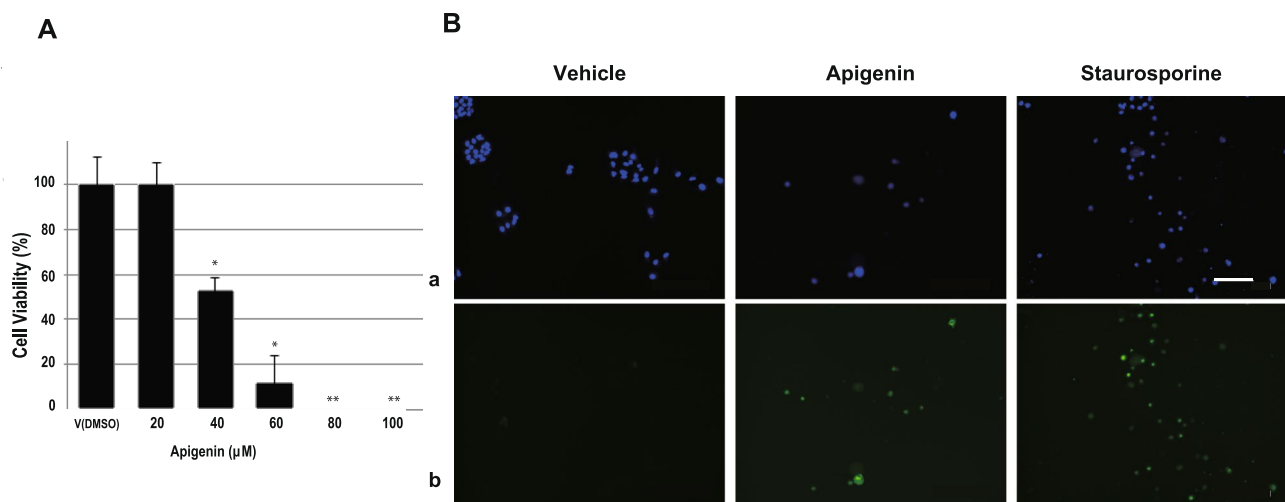 A
Cell Viability (%)
100
80
60
40
20
0
*
*
**
**
V(DMSO) 20 40 60 80 100
Apigenin (μM)
B
Vehicle Apigenin Staurosporine
a
b